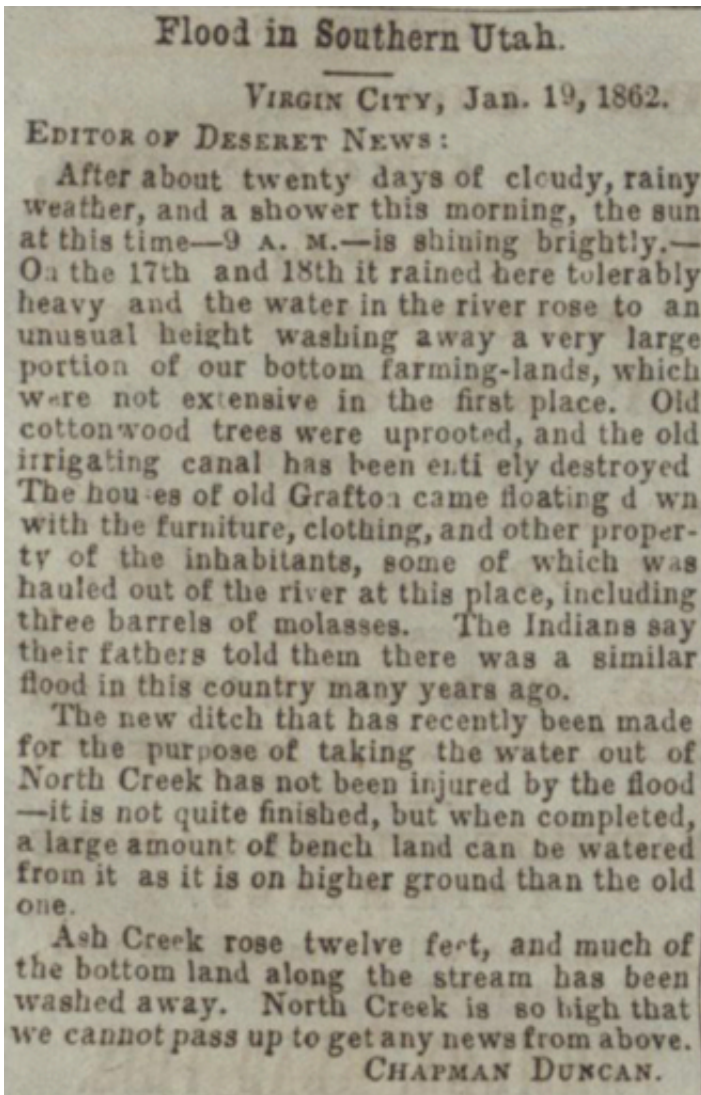 Flood in Southern Utah.
VIRGIN CITY, Jan. 19, 1862.
EDITOR OF DESERET NEWS:
After about twenty days of cloudy, rainy
weather, and a shower this morning, the sun
at this time—9 A. M.—is shining brightly.—
On the 17th and 18th it rained here tolerably
heavy and the water in the river rose to an
unusual height washing away a very large
portion of our bottom farming-lands, which
were not extensive in the first place. Old
cottonwood trees were uprooted, and the old
irrigating canal has been enti ely destroyed
The hou es of old Grafton came floating d wn
with the furniture, clothing, and other proper-
ty of the inhabitants, some of which was
hauled out of the river at this place, including
three barrels of molasses. The Indians say
their fathers told them there was a similar
flood in this country many years ago.
The new ditch that has recently been made
for the purpose of taking the water out of
North Creek has not been injured by the flood
—it is not quite finished, but when completed,
a large amount of bench land can be watered
from it as it is on higher ground than the old
one.
Ash Creek rose twelve feet, and much of
the bottom land along the stream has been
washed away. North Creek is so high that
we cannot pass up to get any news from above.
CHAPMAN DUNCAN.